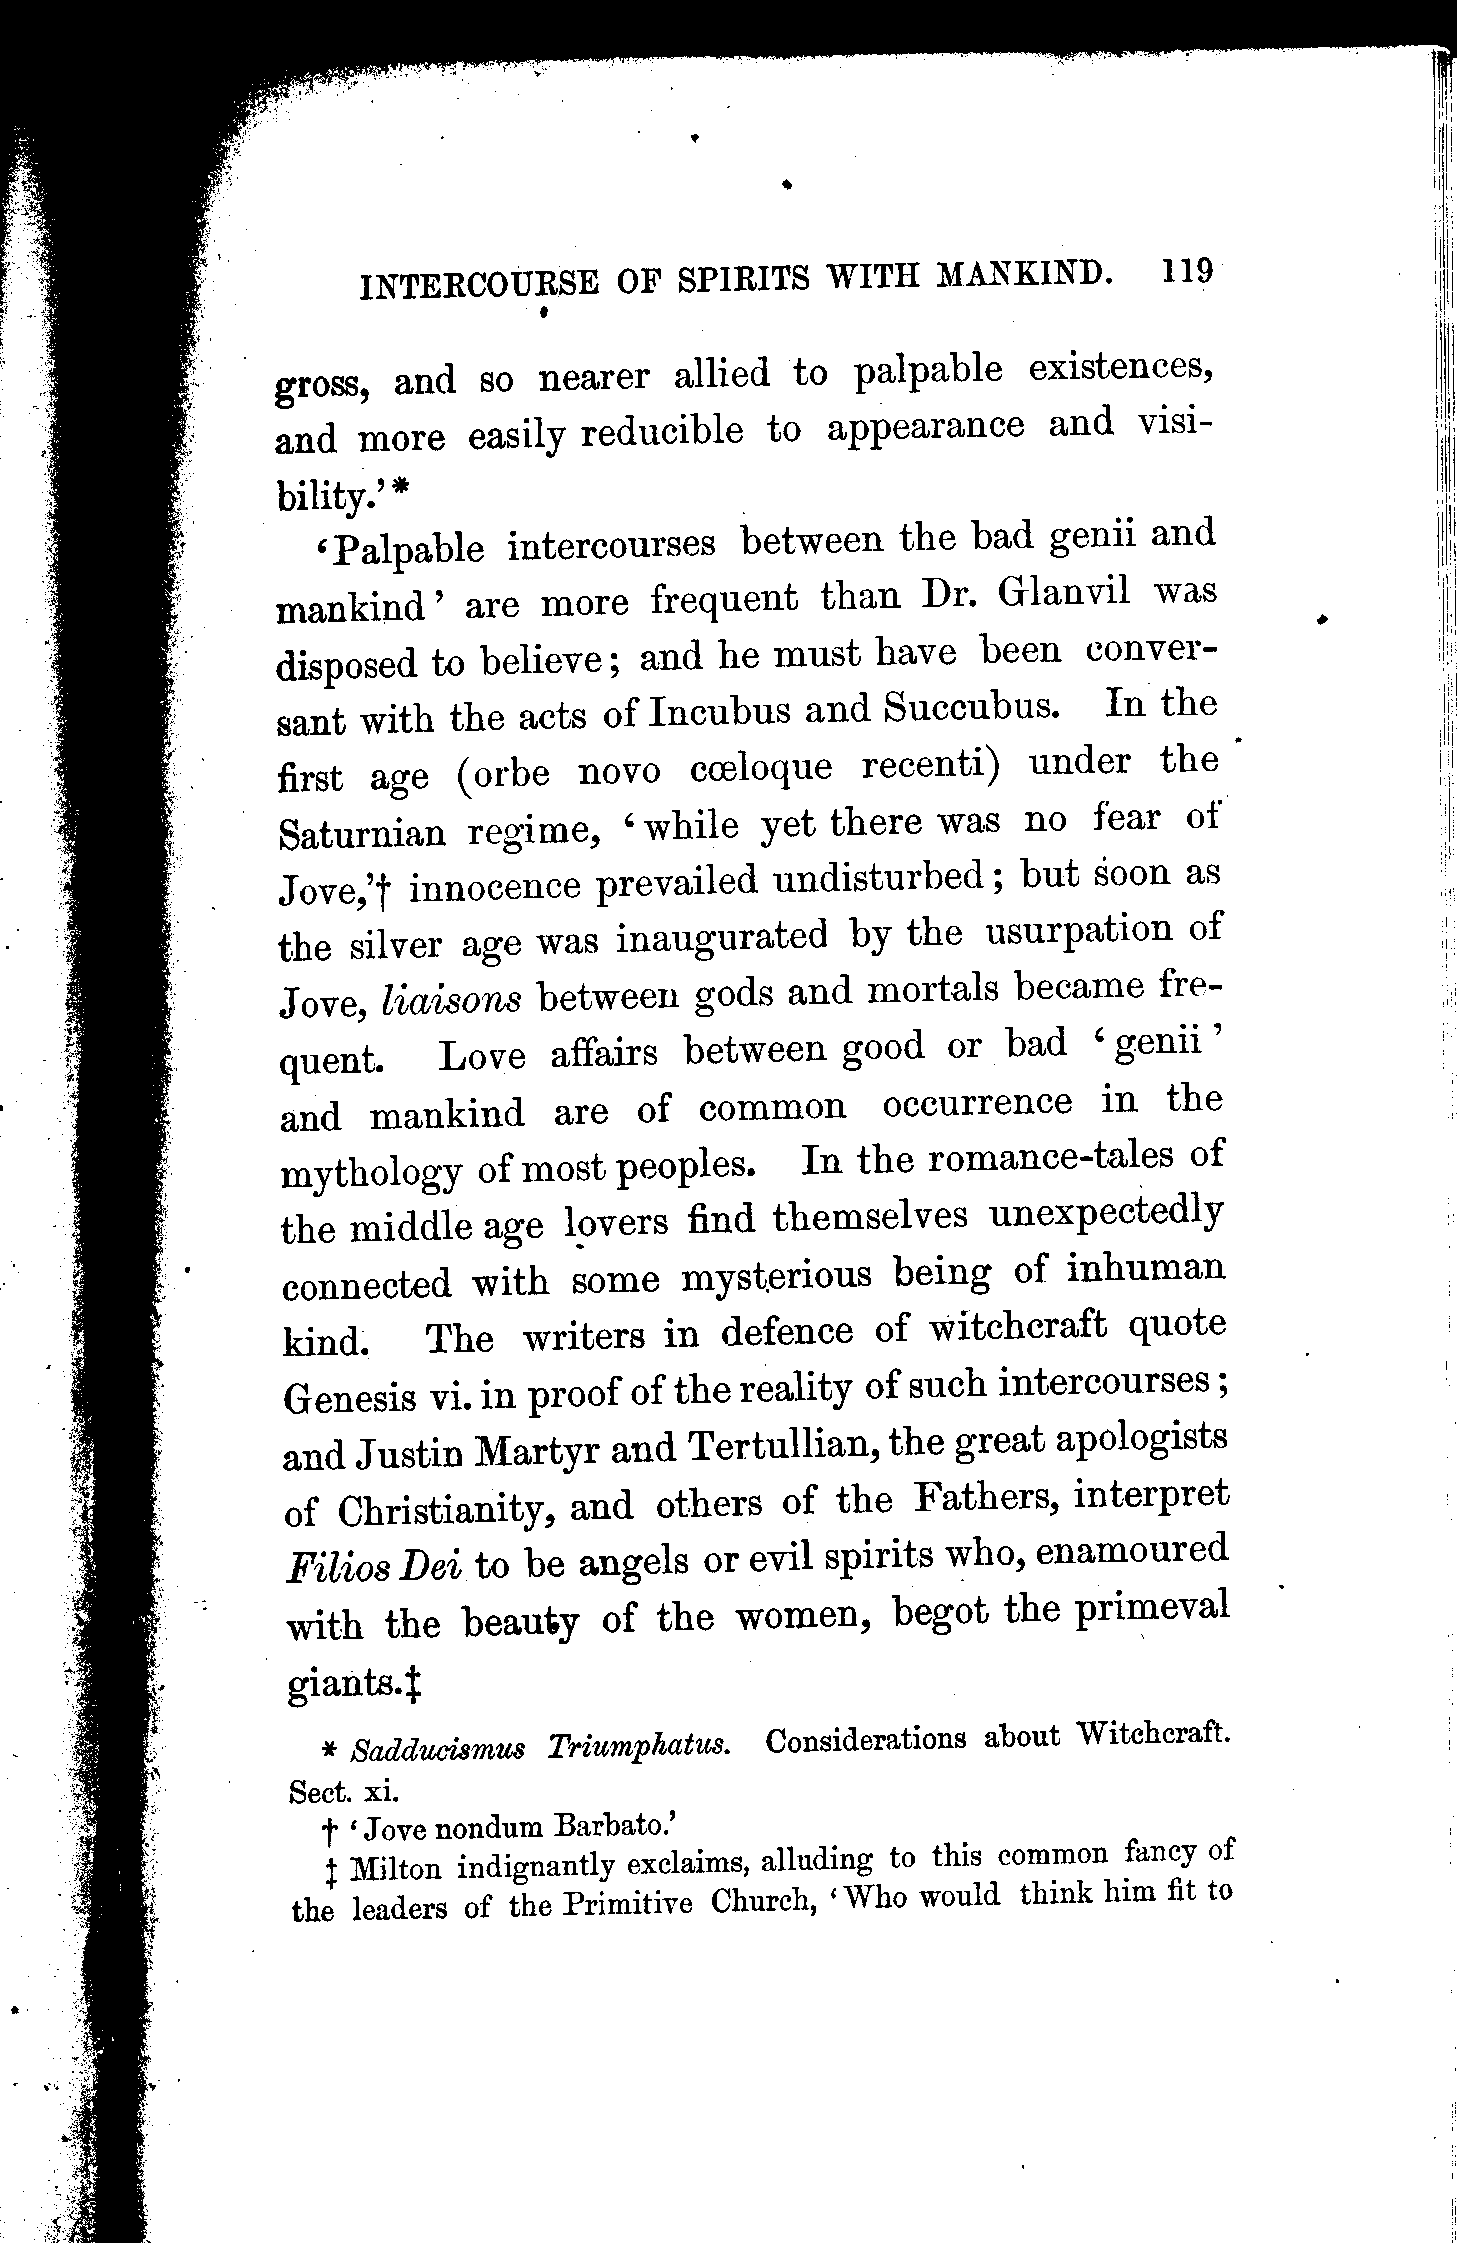 INTERCOURSE OF SPIRITS WITH MANKIND. 119
gross, and so nearer allied to palpable existences,
and more easily reducible to appearance and visi-
bility.'*
'Palpable intercourses between the bad genii and
mankind' are more frequent than Dr. Glanvil was
disposed to believe; and he must have been conver-
sant with the acts of Incubus and Succubus. In the
first age (orbe novo cœloque recenti) under the
Saturnian regime, 'while yet there was no fear of
Jove,'† innocence prevailed undisturbed; but soon as
the silver age was inaugurated by the usurpation of
Jove, liaisons between gods and mortals became fre-
quent. Love affairs between good or bad 'genii'
and mankind are of common occurrence in the
mythology of most peoples. In the romance-tales of
the middle age lovers find themselves unexpectedly
connected with some mysterious being of inhuman
kind. The writers in defence of witchcraft quote
Genesis vi. in proof of the reality of such intercourses;
and Justin Martyr and Tertullian, the great apologists
of Christianity, and others of the Fathers, interpret
Filios Dei to be angels or evil spirits who, enamoured
with the beauty of the women, begot the primeval
giants.‡
* Sadducismus Triumphatus. Considerations about Witchcraft.
Sect. xi.
† 'Jove nondum Barbato.'
‡ Milton indignantly exclaims, alluding to this common fancy of
the leaders of the Primitive Church, 'Who would think him fit to